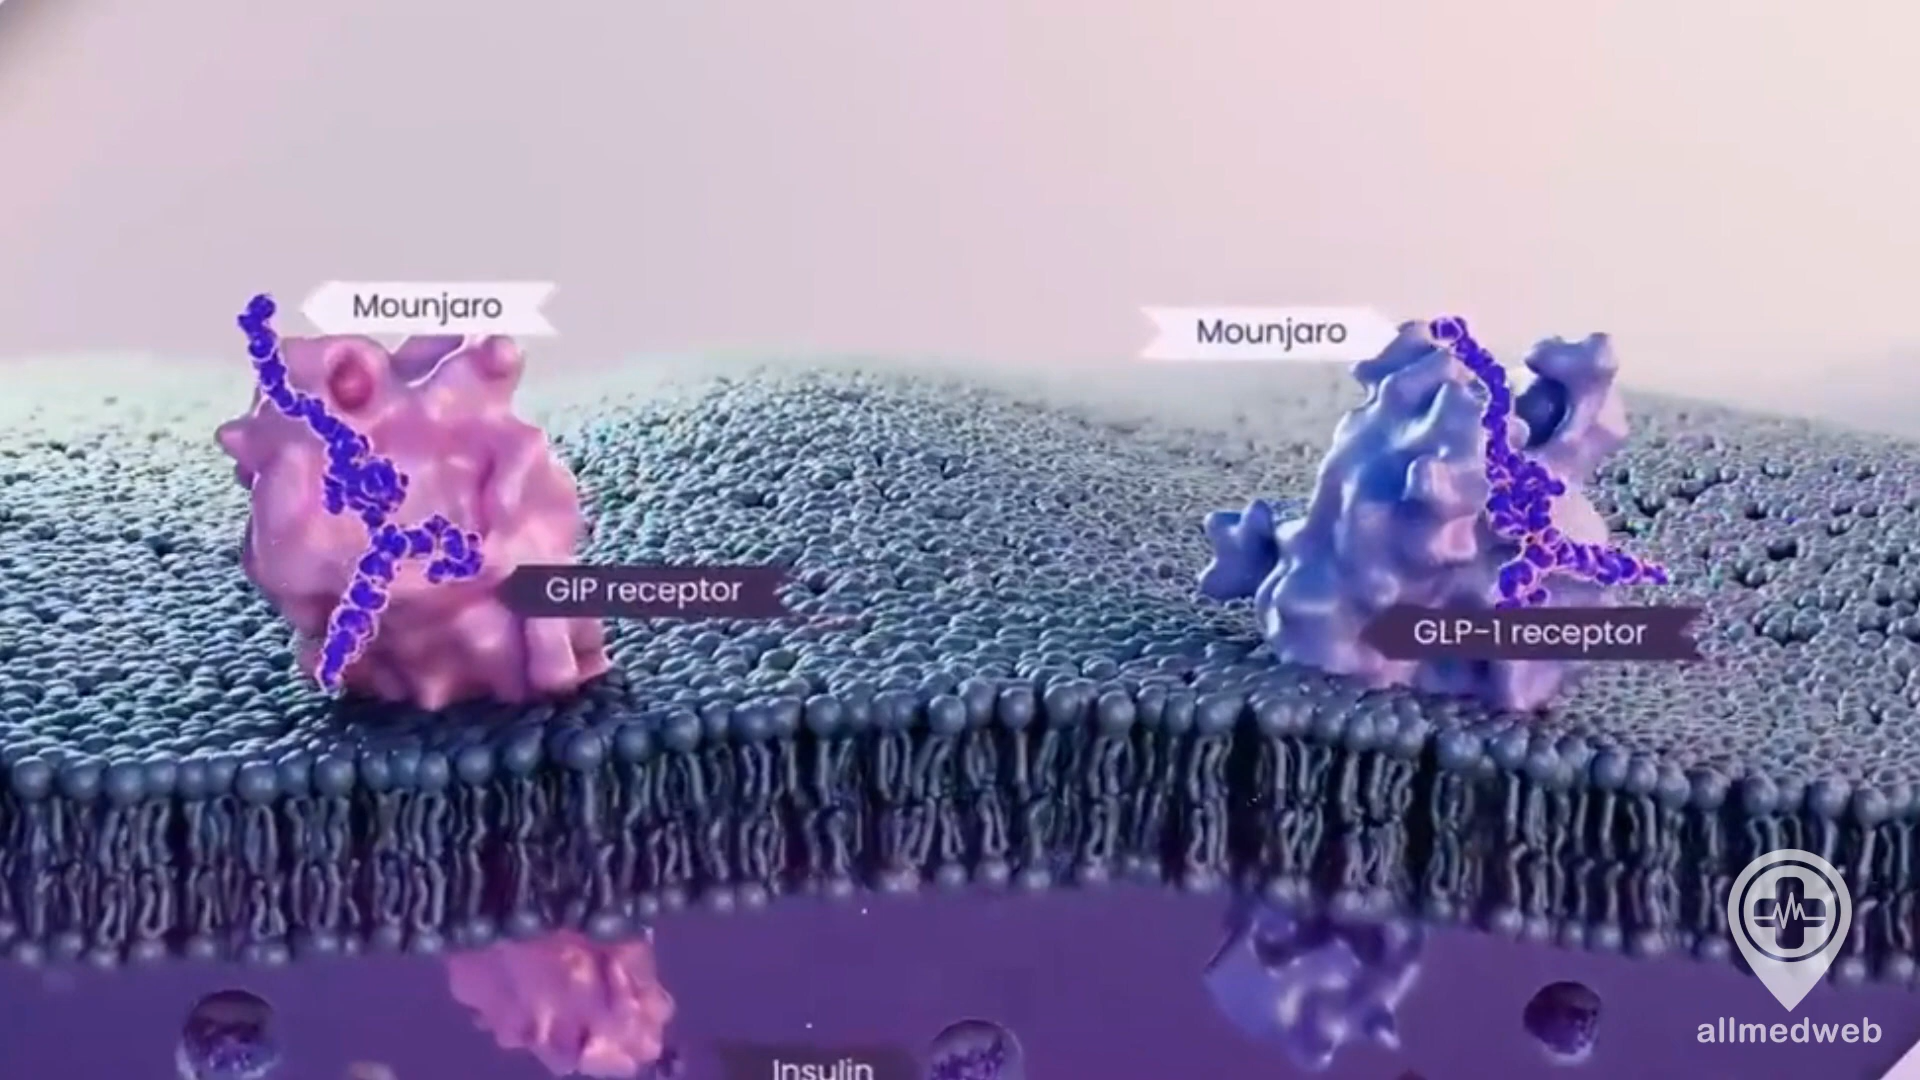 Mounjaro
Mounjaro
GIP receptor
GLP-1 receptor
Insulin
allmedweb